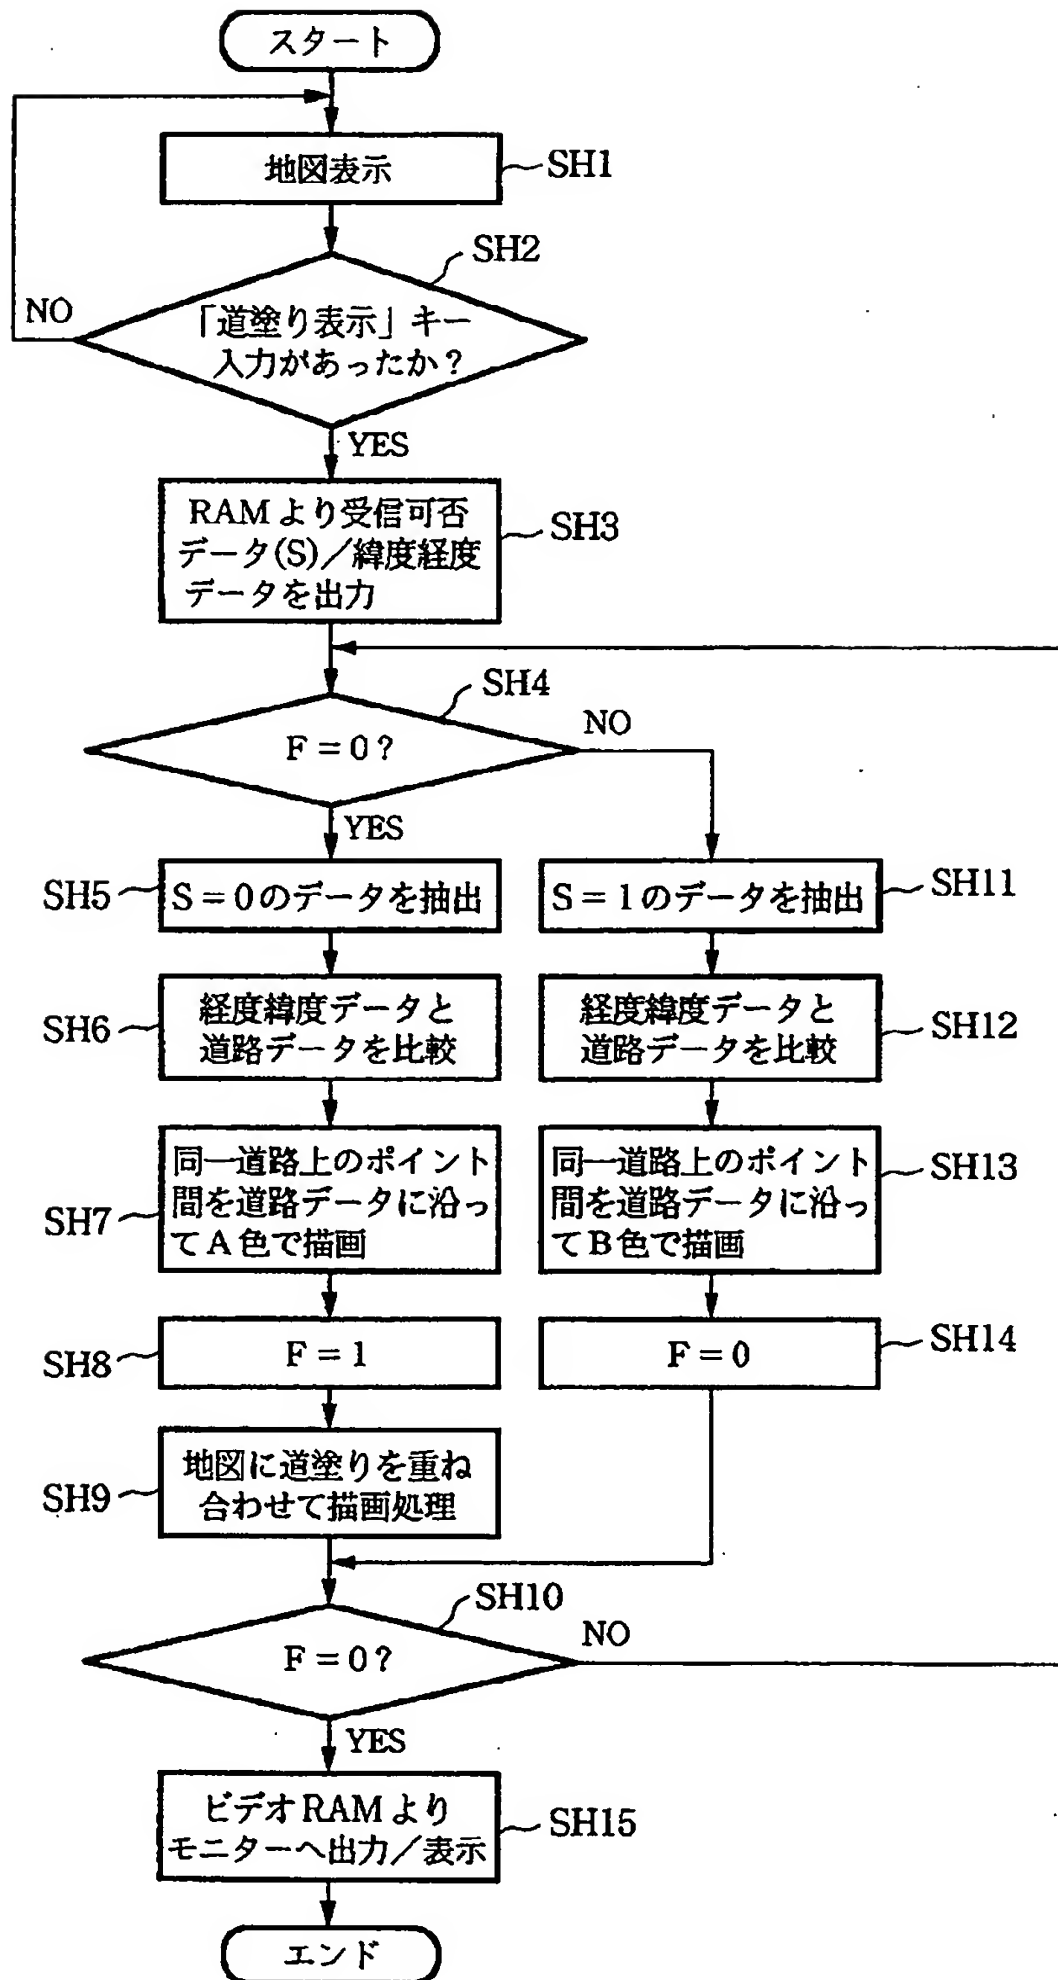 スタート
地図表示
SH1
SH2
NO
「道塗り表示」キー
入力があったか？
YES
RAMより受信可否
データ(S)／緯度経度
データを出力
SH3
SH4
F = 0？
NO
YES
SH5
S = 0のデータを抽出
S = 1のデータを抽出
SH11
SH6
経度緯度データと
道路データを比較
経度緯度データと
道路データを比較
SH12
SH7
同一道路上のポイント
間を道路データに沿っ
てA色で描画
同一道路上のポイント
間を道路データに沿っ
てB色で描画
SH13
SH8
F = 1
F = 0
SH14
SH9
地図に道塗りを重ね
合わせて描画処理
SH10
F = 0？
NO
YES
ビデオRAMより
モニターへ出力／表示
SH15
エンド